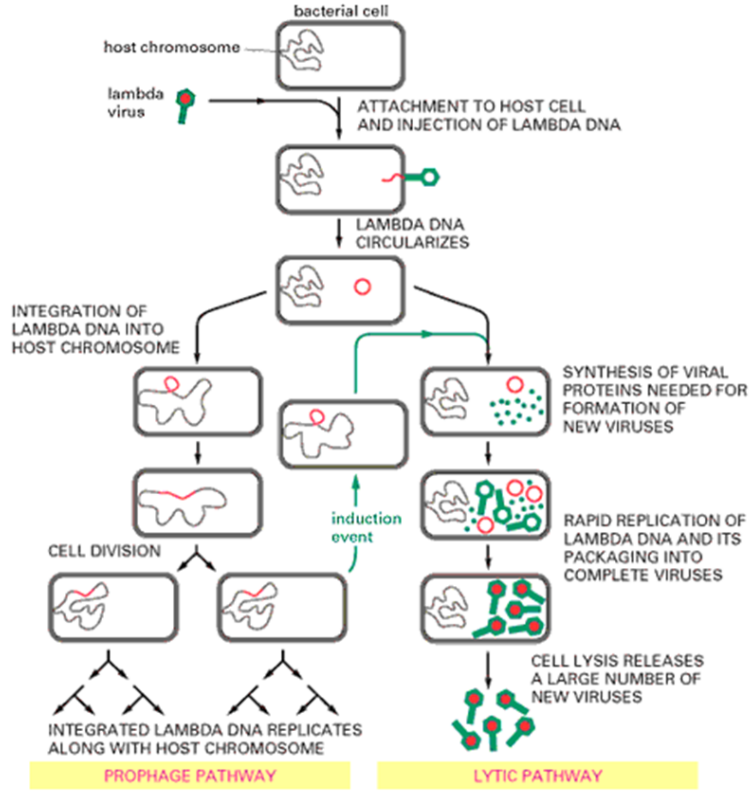 bacterial cell
host chromosome
lambda
virus
ATTACHMENT TO HOST CELL
AND INJECTION OF LAMBDA DNA
LAMBDA DNA
CIRCULARIZES
INTEGRATION OF
LAMBDA DNA INTO
HOST CHROMOSOME
SYNTHESIS OF VIRAL
PROTEINS NEEDED FOR
FORMATION OF
NEW VIRUSES
induction
event
RAPID REPLICATION OF
LAMBDA DNA AND ITS
PACKAGING INTO
COMPLETE VIRUSES
CELL DIVISION
CELL LYSIS RELEASES
A LARGE NUMBER OF
NEW VIRUSES
INTEGRATED LAMBDA DNA REPLICATES
ALONG WITH HOST CHROMOSOME
PROPHAGE PATHWAY
LYTIC PATHWAY